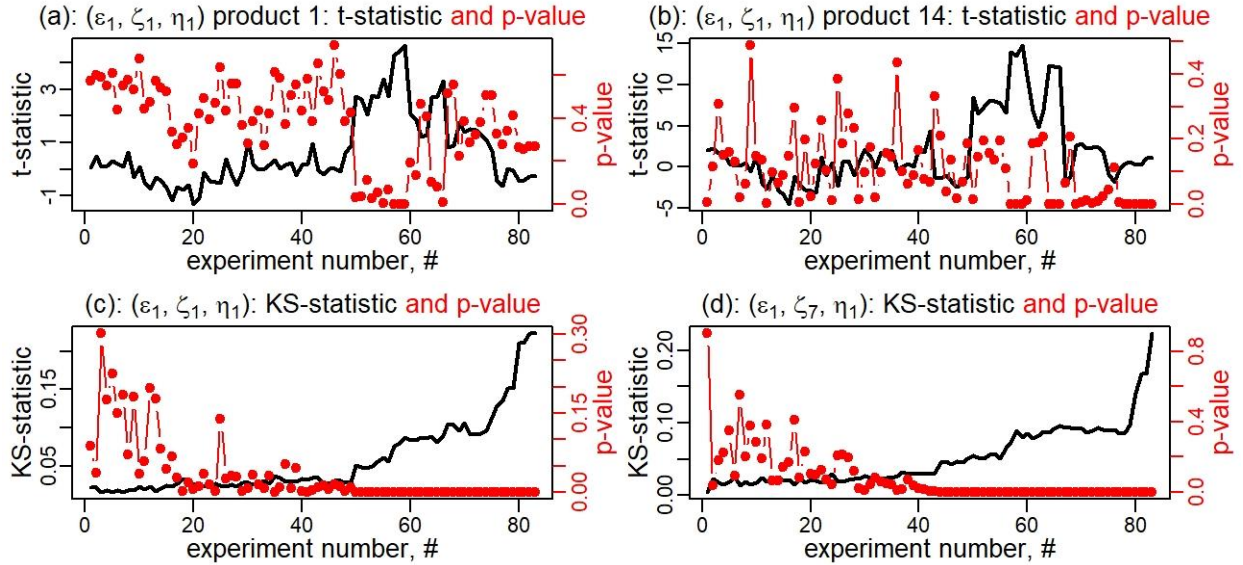 (a): (ε₁, ζ₁, η₁) product 1: t-statistic and p-value
t-statistic
-1 1 3
0.0 0.4
p-value
0 20 40 60 80
experiment number, #
(b): (ε₁, ζ₁, η₁) product 14: t-statistic and p-value
t-statistic
-5 0 5 10 15
0.0 0.2 0.4
p-value
0 20 40 60 80
experiment number, #
(c): (ε₁, ζ₁, η₁): KS-statistic and p-value
KS-statistic
0.05 0.15
0.00 0.15 0.30
p-value
0 20 40 60 80
experiment number, #
(d): (ε₁, ζ₇, η₁): KS-statistic and p-value
KS-statistic
0.00 0.10 0.20
0.0 0.4 0.8
p-value
0 20 40 60 80
experiment number, #